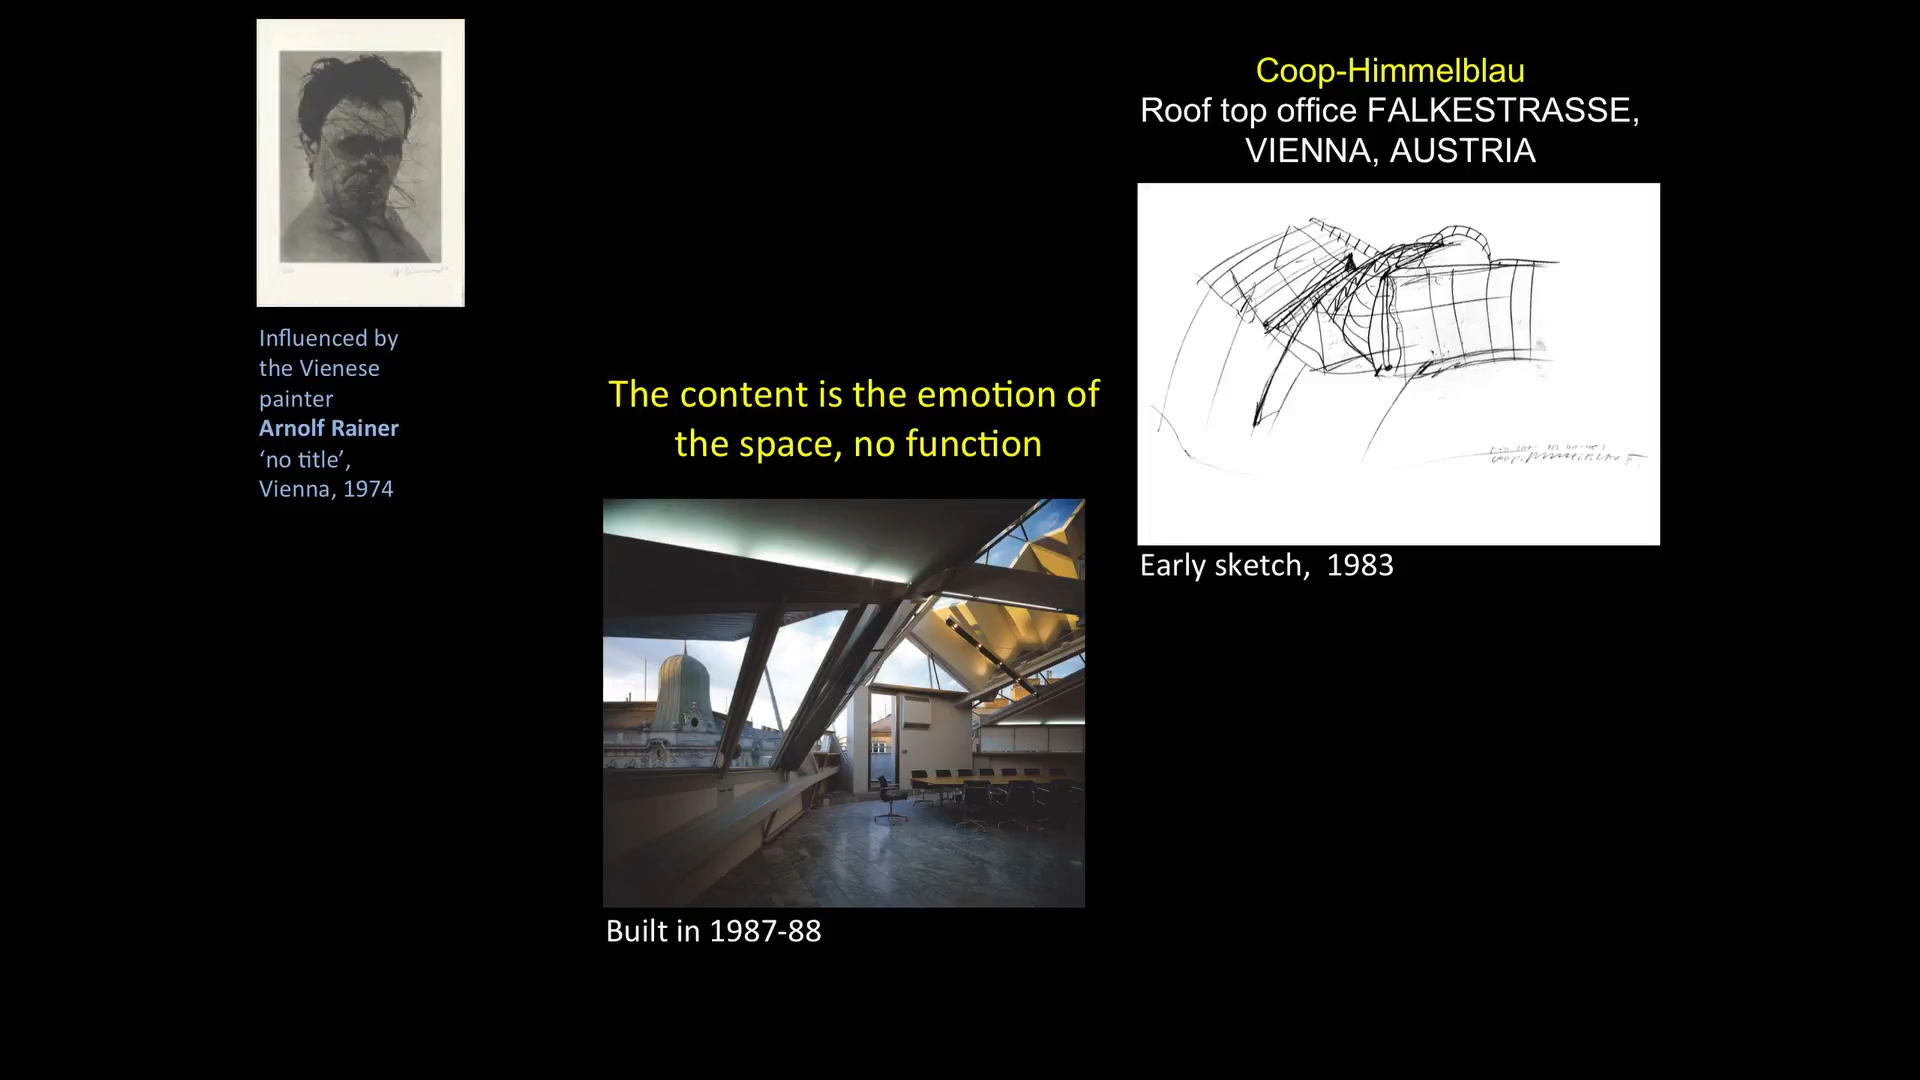 Influenced by
the Vienese
painter
Arnolf Rainer
‘no title’,
Vienna, 1974
The content is the emotion of
the space, no function
Built in 1987-88
Coop-Himmelblau
Roof top office FALKESTRASSE,
VIENNA, AUSTRIA
Early sketch, 1983